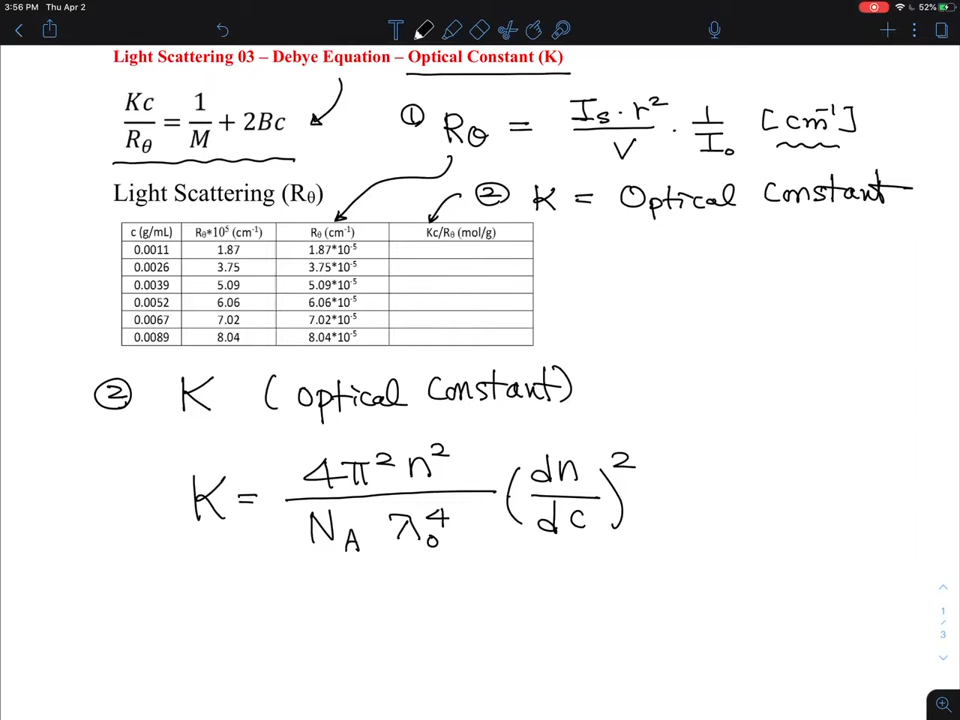 3:56 PM Thu Apr 2 52%
Light Scattering 03 – Debye Equation – Optical Constant (K)
Kc/Rθ = 1/M + 2Bc
① Rθ = Is · r²/V · 1/I₀ [cm⁻¹]
② K = Optical Constant
Light Scattering (Rθ)
c (g/mL) Rθ*10⁵ (cm⁻¹) Rθ (cm⁻¹) Kc/Rθ (mol/g)
0.0011 1.87 1.87*10⁻⁵
0.0026 3.75 3.75*10⁻⁵
0.0039 5.09 5.09*10⁻⁵
0.0052 6.06 6.06*10⁻⁵
0.0067 7.02 7.02*10⁻⁵
0.0089 8.04 8.04*10⁻⁵
② K (Optical Constant)
K = 4π² n²/N_A λ₀⁴ (dn/dc)²
1
/
3